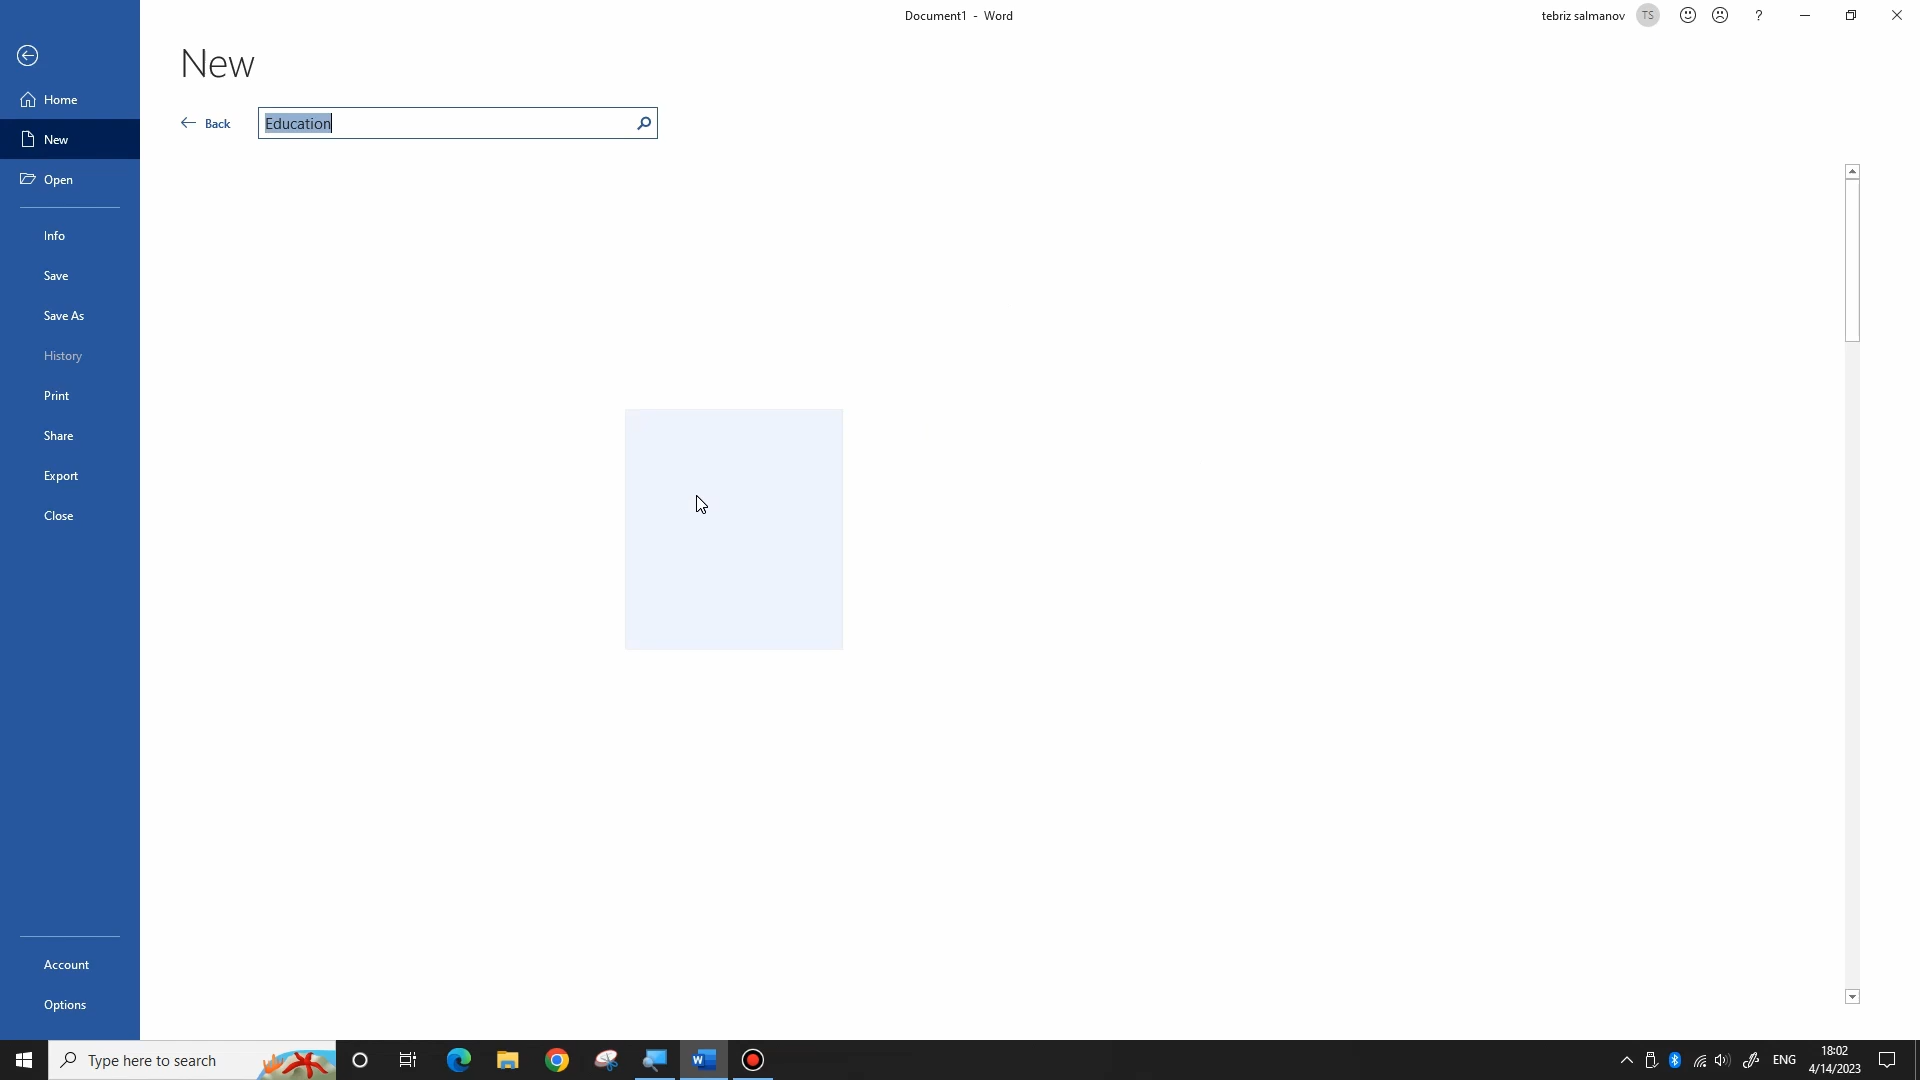 Document1 - Word
tebriz salmanov
TS
?
New
Home
Back
Education
New
Open
Info
Save
Save As
History
Print
Share
Export
Close
Account
Options
Type here to search
W
ENG
18:02
4/14/2023